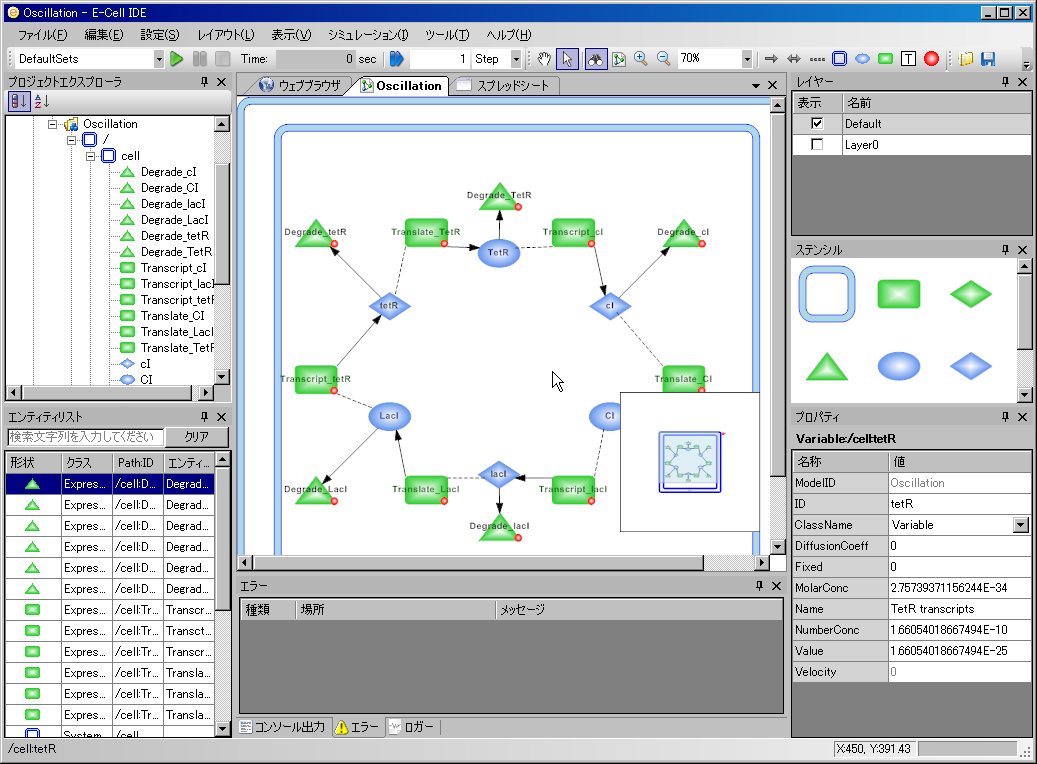 Oscillation - E-Cell IDE
ファイル(F) 編集(E) 設定(S) レイアウト(L) 表示(V) シミュレーション(I) ツール(T) ヘルプ(H)
DefaultSets Time: 0 sec 1 Step 70%
プロジェクトエクスプローラ
Oscillation
/
cell
Degrade_cI
Degrade_CI
Degrade_lacI
Degrade_LacI
Degrade_tetR
Degrade_TetR
Transcript_cI
Transcript_lacI
Transcript_tetR
Translate_CI
Translate_LacI
Translate_TetR
cI
CI
エンティティリスト
検索文字列を入力してください クリア
形状 クラス Path:ID エンティ...
Expres... /cell:D... Degrad...
Expres... /cell:D... Degrad...
Expres... /cell:D... Degrad...
Expres... /cell:D... Degrad...
Expres... /cell:D... Degrad...
Expres... /cell:D... Degrad...
Expres... /cell:Tr... Transcr...
Expres... /cell:Tr... Transct...
Expres... /cell:Tr... Transcr...
Expres... /cell:Tr... Transla...
Expres... /cell:Tr... Transla...
Expres... /cell:Tr... Transla...
System /cell
ウェブブラウザ Oscillation スプレッドシート
Degrade_TetR
Degrade_tetR Translate_TetR Transcript_cI Degrade_cI
TetR
tetR cI
Transcript_tetR Translate_CI
LacI CI
lacI
Degrade_LacI Translate_LacI Transcript_lacI
Degrade_lacI
エラー
種類 場所 メッセージ
コンソール出力 エラー ロガー
レイヤー
表示 名前
Default
Layer0
ステンシル
プロパティ
Variable:/cell:tetR
名称 値
ModelID Oscillation
ID tetR
ClassName Variable
DiffusionCoeff 0
Fixed 0
MolarConc 2.75739371156244E-34
Name TetR transcripts
NumberConc 1.66054018667494E-10
Value 1.66054018667494E-25
Velocity 0
/cell:tetR X:450, Y:391.43